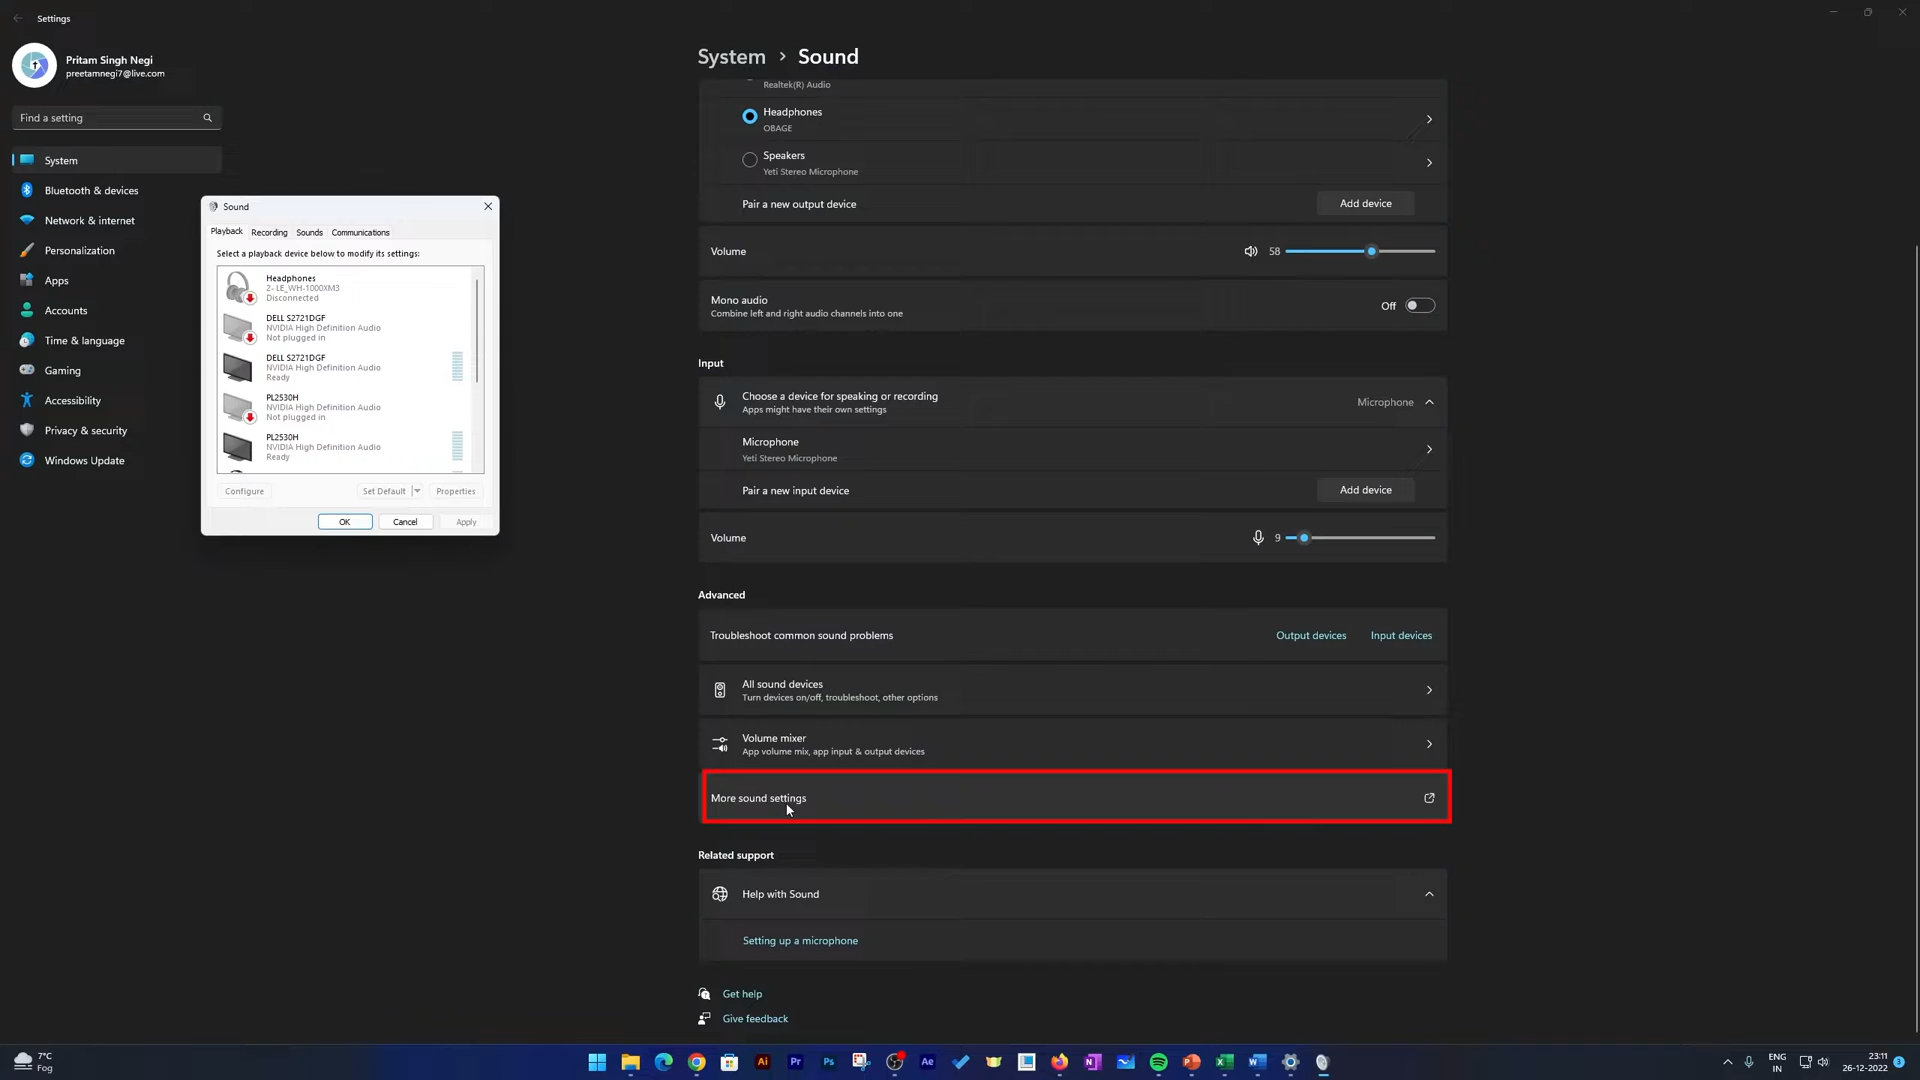 Settings
Pritam Singh Negi
preetamnegi7@live.com
Find a setting
System
Bluetooth & devices
Network & internet
Personalization
Apps
Accounts
Time & language
Gaming
Accessibility
Privacy & security
Windows Update
Sound
Playback Recording Sounds Communications
Select a playback device below to modify its settings:
Headphones
2- LE_WH-1000XM3
Disconnected
DELL S2721DGF
NVIDIA High Definition Audio
Not plugged in
DELL S2721DGF
NVIDIA High Definition Audio
Ready
PL2530H
NVIDIA High Definition Audio
Not plugged in
PL2530H
NVIDIA High Definition Audio
Ready
Configure Set Default Properties
OK Cancel Apply
System > Sound
Realtek(R) Audio
Headphones
OBAGE
Speakers
Yeti Stereo Microphone
Pair a new output device Add device
Volume 58
Mono audio
Combine left and right audio channels into one
Off
Input
Choose a device for speaking or recording
Apps might have their own settings
Microphone
Microphone
Yeti Stereo Microphone
Pair a new input device Add device
Volume 9
Advanced
Troubleshoot common sound problems Output devices Input devices
All sound devices
Turn devices on/off, troubleshoot, other options
Volume mixer
App volume mix, app input & output devices
More sound settings
Related support
Help with Sound
Setting up a microphone
Get help
Give feedback
7°C
Fog
Ai Pr Ps Ae
ENG
IN
23:11
26-12-2022
3